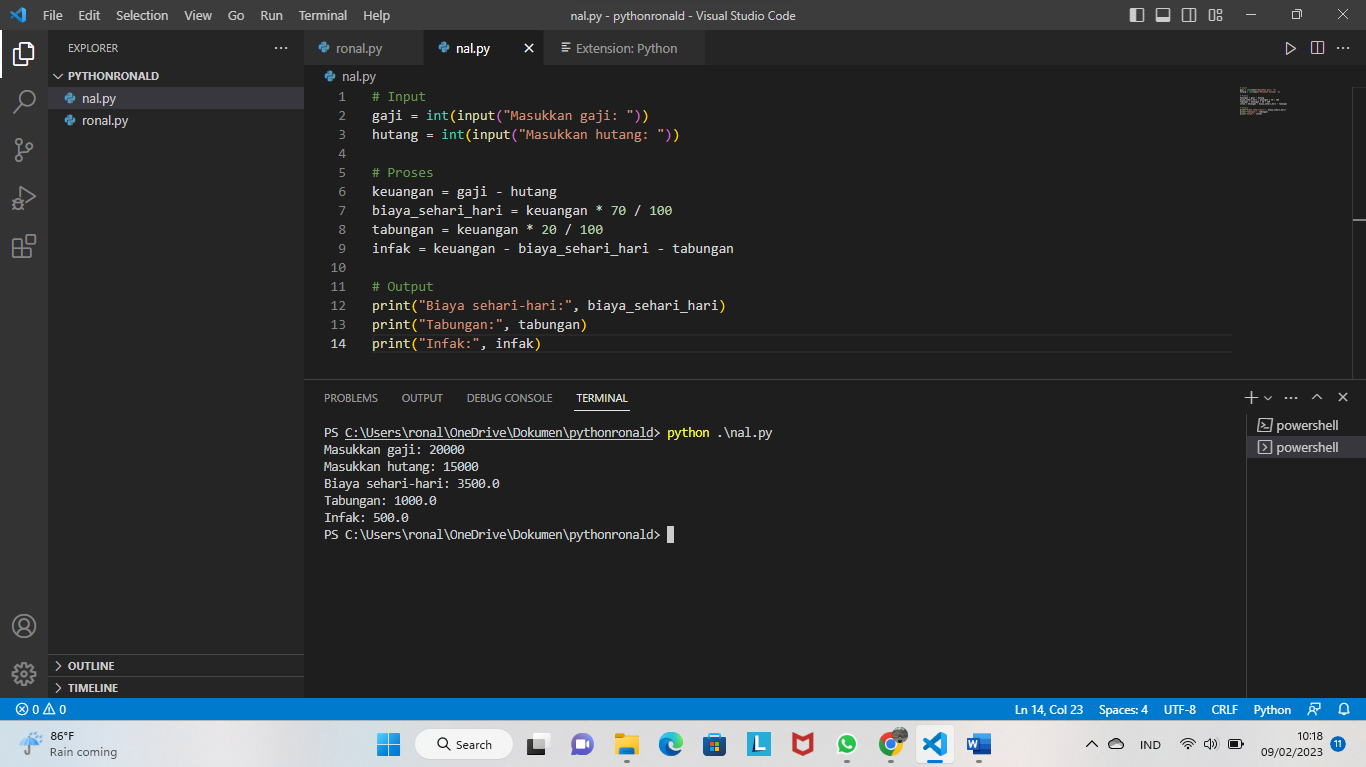 File Edit Selection View Go Run Terminal Help nal.py - pythonronald - Visual Studio Code
EXPLORER
PYTHONRONALD
nal.py
ronal.py
OUTLINE
TIMELINE
ronal.py nal.py Extension: Python
nal.py
1 # Input
2 gaji = int(input("Masukkan gaji: "))
3 hutang = int(input("Masukkan hutang: "))
4
5 # Proses
6 keuangan = gaji - hutang
7 biaya_sehari_hari = keuangan * 70 / 100
8 tabungan = keuangan * 20 / 100
9 infak = keuangan - biaya_sehari_hari - tabungan
10
11 # Output
12 print("Biaya sehari-hari:", biaya_sehari_hari)
13 print("Tabungan:", tabungan)
14 print("Infak:", infak)
PROBLEMS OUTPUT DEBUG CONSOLE TERMINAL
PS C:\Users\ronal\OneDrive\Dokumen\pythonronald> python .\nal.py
Masukkan gaji: 20000
Masukkan hutang: 15000
Biaya sehari-hari: 3500.0
Tabungan: 1000.0
Infak: 500.0
PS C:\Users\ronal\OneDrive\Dokumen\pythonronald>
powershell
powershell
0 0 Ln 14, Col 23 Spaces: 4 UTF-8 CRLF Python
86°F
Rain coming
Search
L
W
IND
10:18
09/02/2023
11